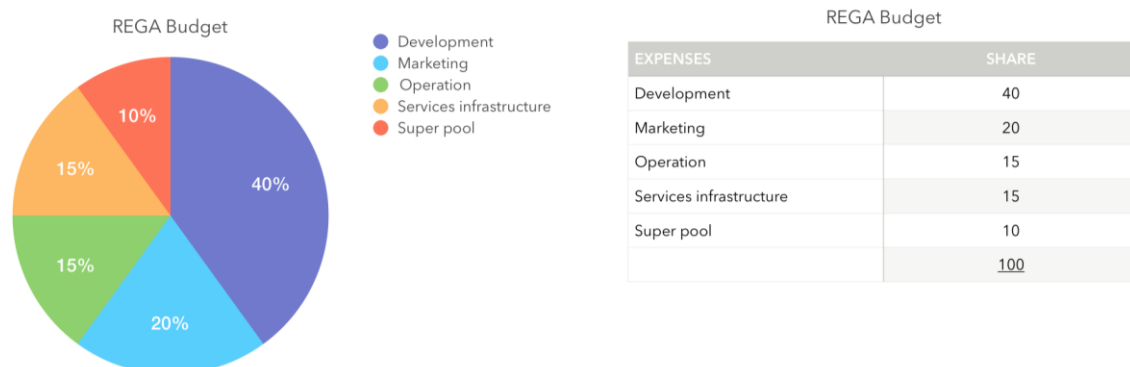 REGA Budget
Development
Marketing
Operation
Services infrastructure
Super pool
10%
15%
40%
15%
20%
REGA Budget
EXPENSES SHARE
Development 40
Marketing 20
Operation 15
Services infrastructure 15
Super pool 10
100